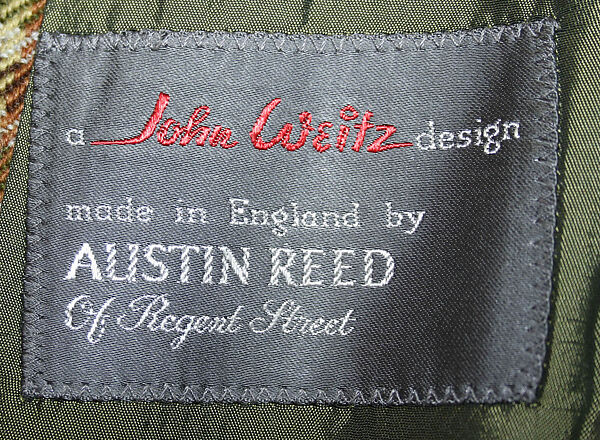 a John Weitz design
made in England by
AUSTIN REED
Of Regent Street